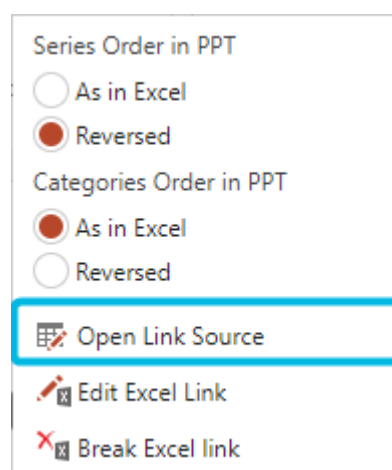 Series Order in PPT
As in Excel
Reversed
Categories Order in PPT
As in Excel
Reversed
Open Link Source
Edit Excel Link
Break Excel link